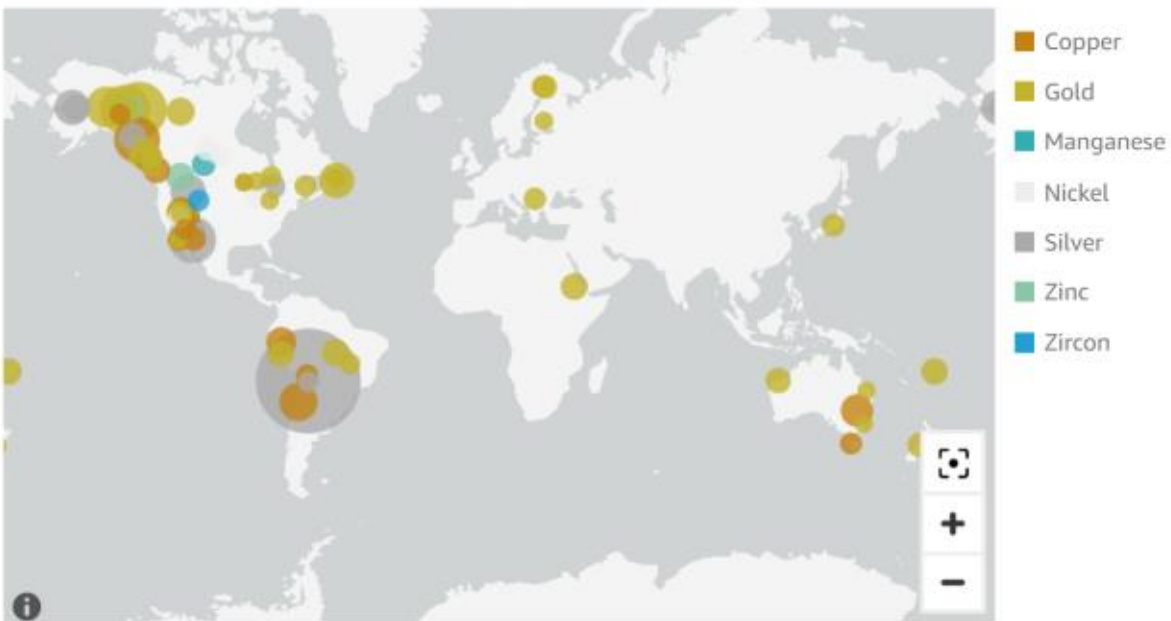 Copper
Gold
Manganese
Nickel
Silver
Zinc
Zircon
+
−
i